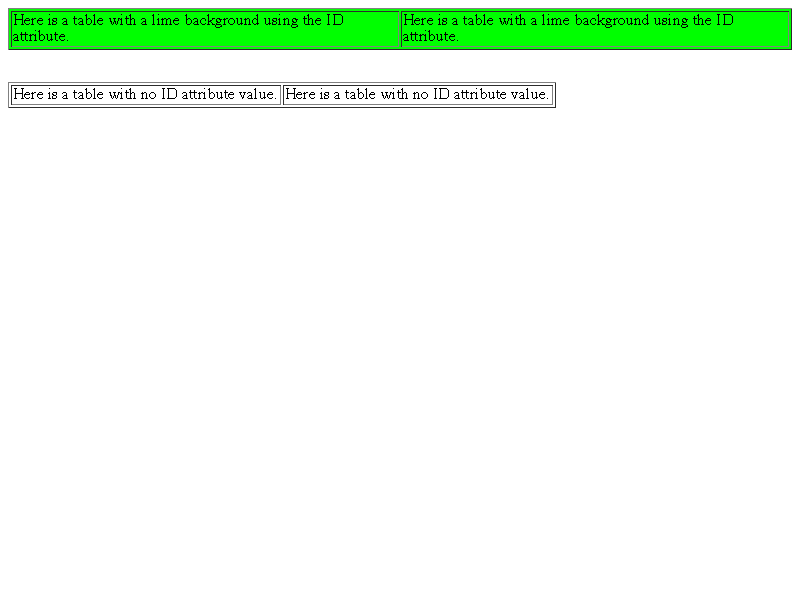 Here is a table with a lime background using the ID
attribute.
Here is a table with a lime background using the ID
attribute.
Here is a table with no ID attribute value.
Here is a table with no ID attribute value.